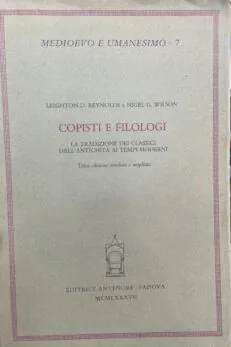 MEDIOEVO E UMANESIMO - 7
LEIGHTON D. REYNOLDS e NIGEL G. WILSON
COPISTI E FILOLOGI
LA TRADIZIONE DEI CLASSICI
DALL'ANTICHITÀ AI TEMPI MODERNI
Terza edizione riveduta e ampliata
EDITRICE ANTENORE · PADOVA
MCMLXXXVII